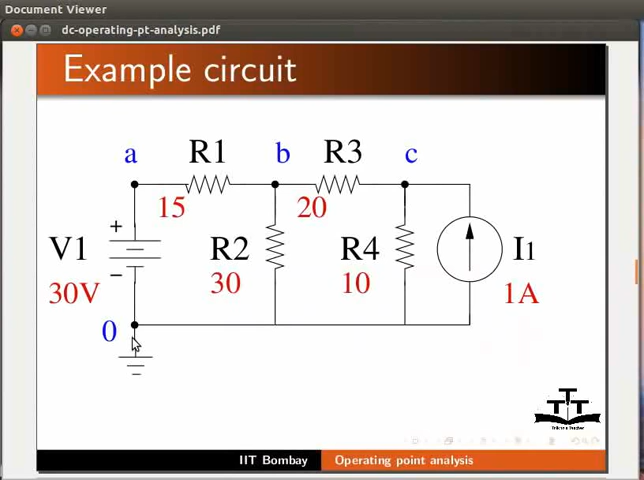 Document Viewer
dc-operating-pt-analysis.pdf
Example circuit
a R1 b R3 c
15 20
+
V1 R2 R4 I1
30V 30 10 1A
−
0
IIT Bombay Operating point analysis